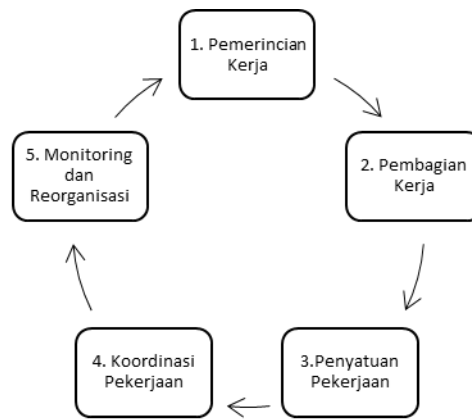 1. Pemerincian
Kerja
2. Pembagian
Kerja
3.Penyatuan
Pekerjaan
4. Koordinasi
Pekerjaan
5. Monitoring
dan
Reorganisasi